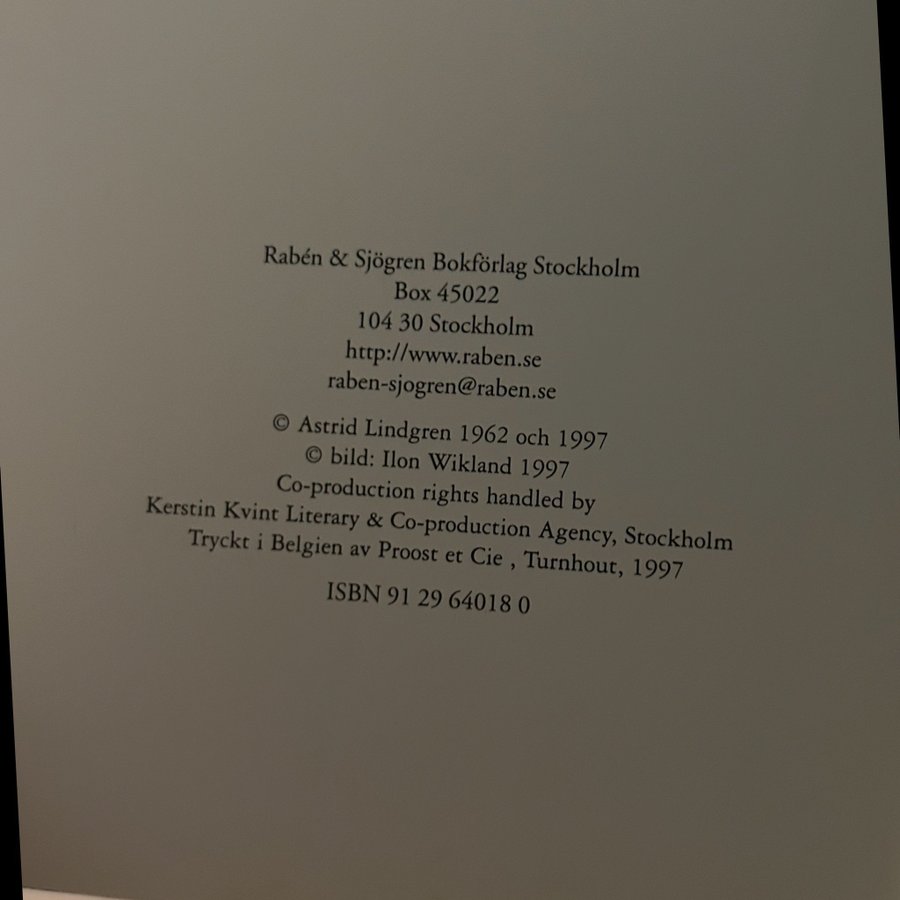 Rabén & Sjögren Bokförlag Stockholm
Box 45022
104 30 Stockholm
http://www.raben.se
raben-sjogren@raben.se
© Astrid Lindgren 1962 och 1997
© bild: Ilon Wikland 1997
Co-production rights handled by
Kerstin Kvint Literary & Co-production Agency, Stockholm
Tryckt i Belgien av Proost et Cie , Turnhout, 1997
ISBN 91 29 64018 0